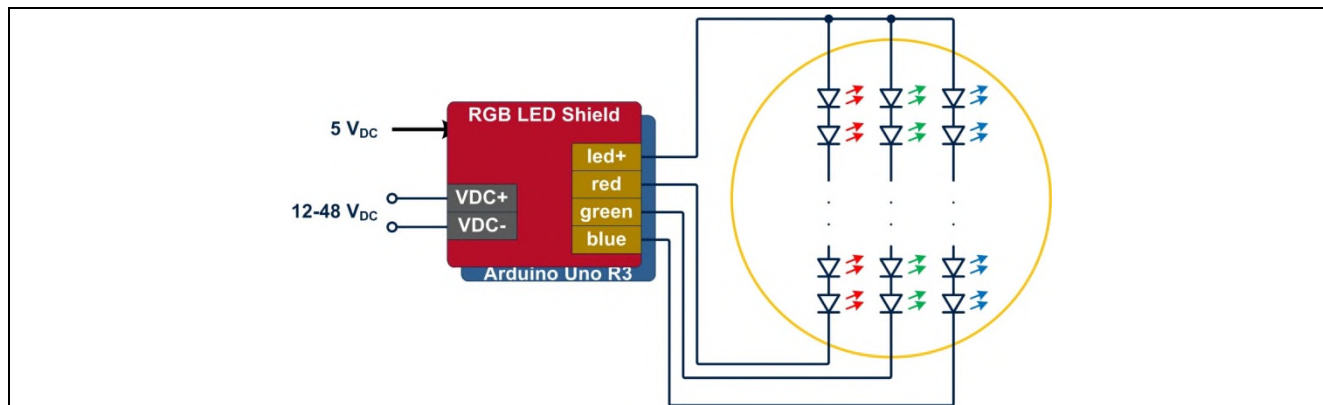 RGB LED Shield
5 VDC
led+
red
VDC+
green
12-48 VDC
VDC-
blue
Arduino Uno R3